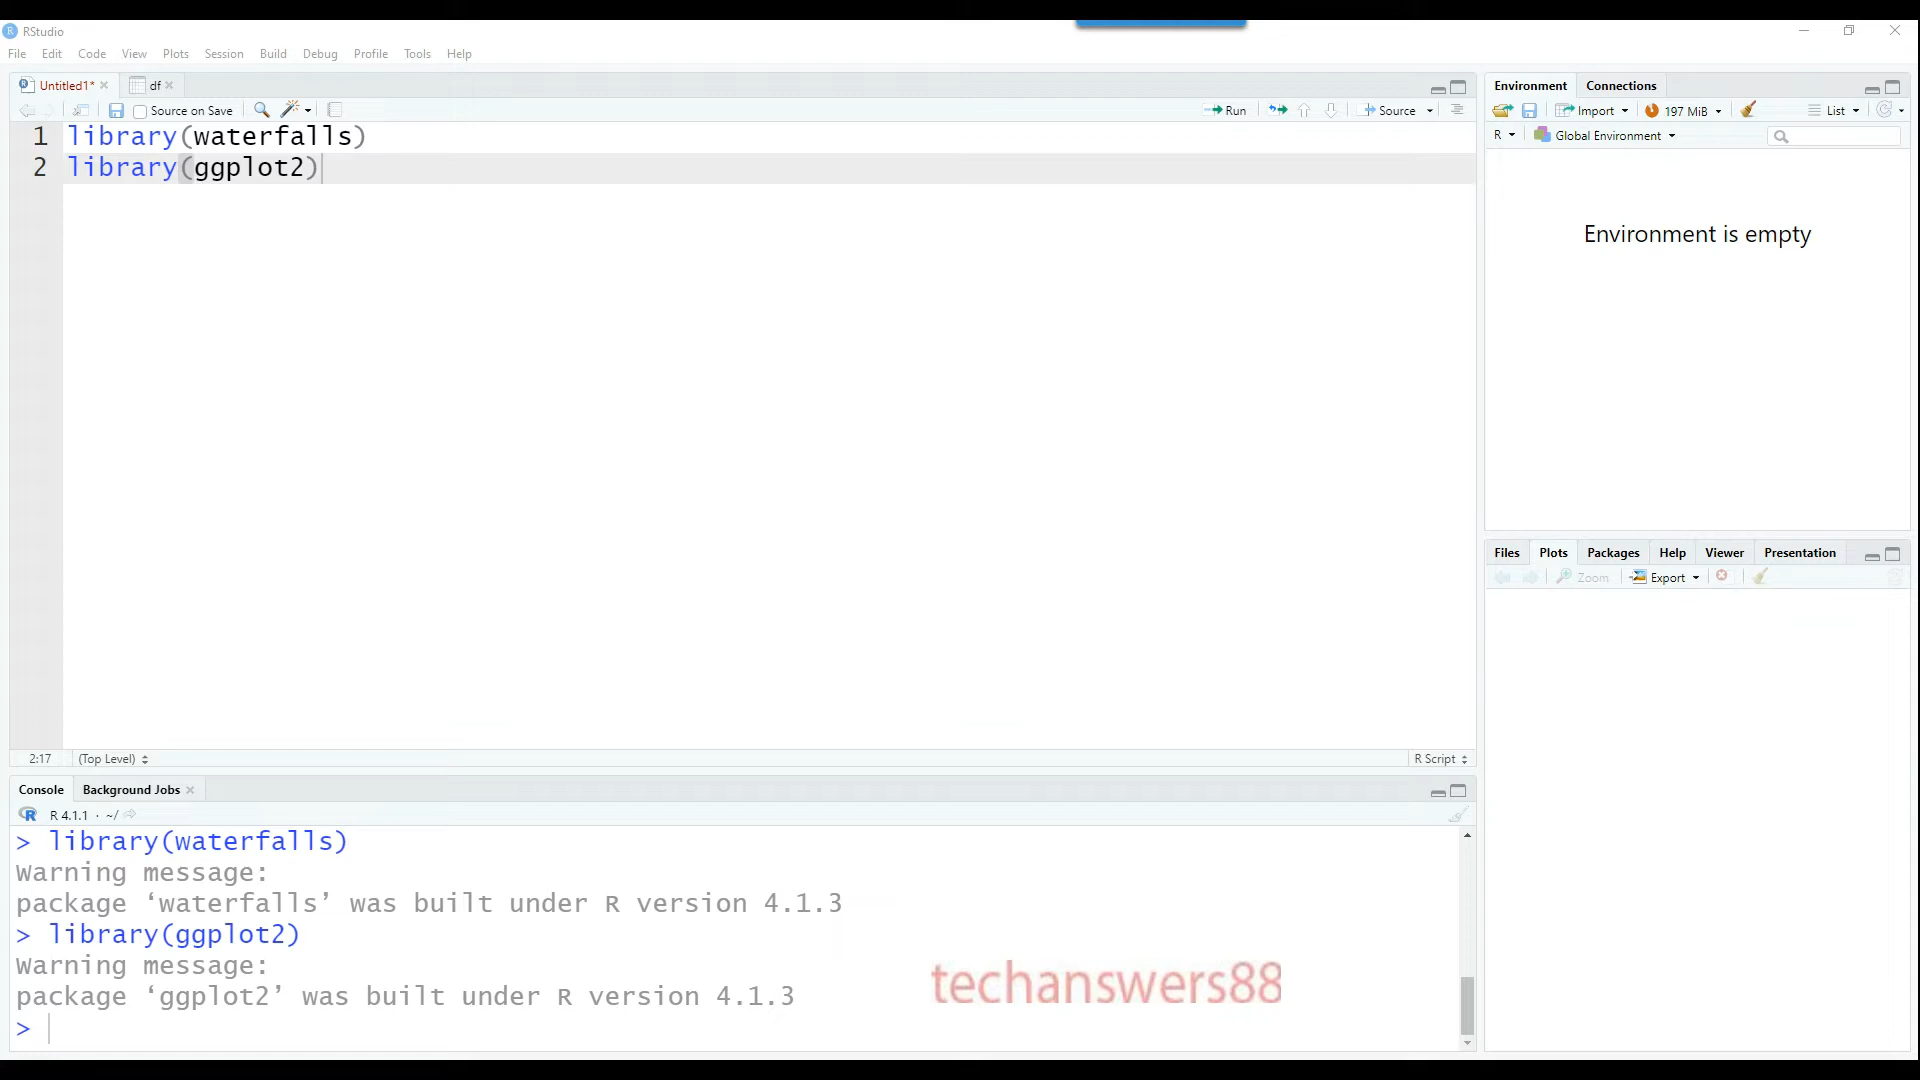 RStudio
File Edit Code View Plots Session Build Debug Profile Tools Help
Untitled1* df
Source on Save Run Source
1 library(waterfalls)
2 library(ggplot2)
2:17 (Top Level) R Script
Console Background Jobs
R 4.1.1 · ~/
> library(waterfalls)
Warning message:
package ‘waterfalls’ was built under R version 4.1.3
> library(ggplot2)
Warning message:
package ‘ggplot2’ was built under R version 4.1.3
>
techanswers88
Environment Connections
Import 197 MiB List
R Global Environment
Environment is empty
Files Plots Packages Help Viewer Presentation
Zoom Export